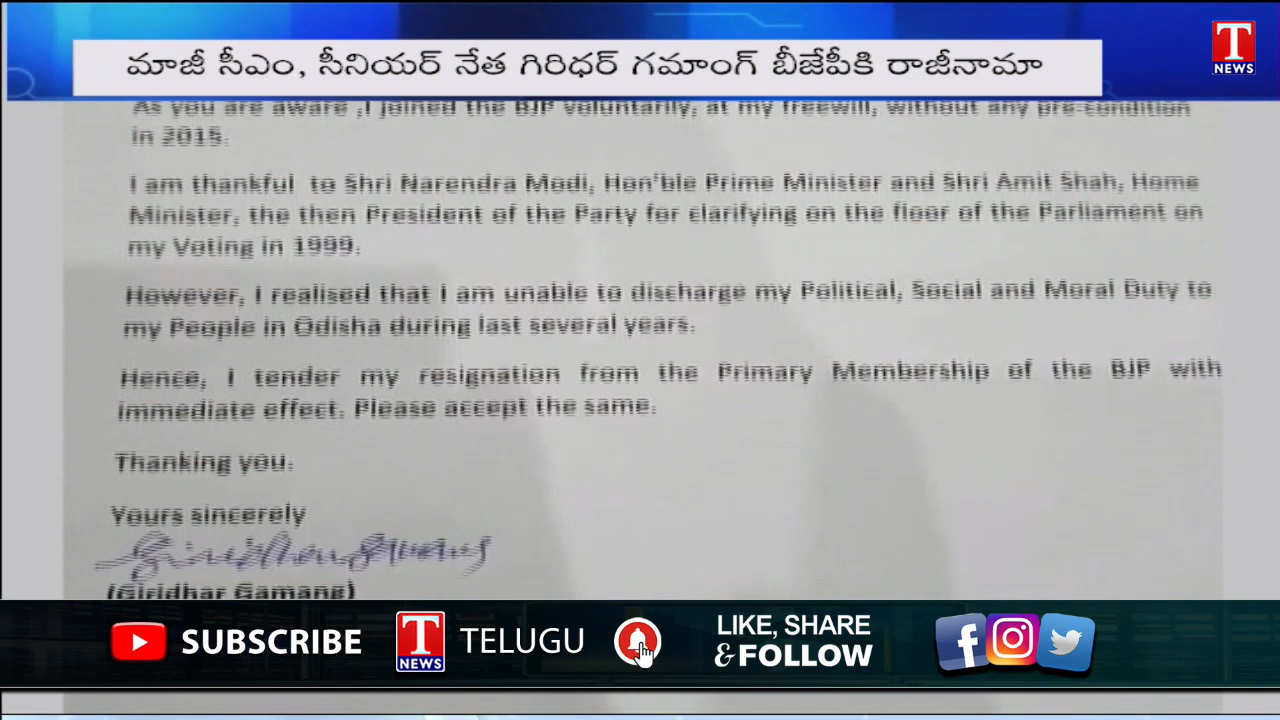 మాజీ సీఎం, సీనియర్ నేత గిరిధర్ గమాంగ్ బీజేపీకి రాజీనామా
T
NEWS
As you are aware ,I joined the BJP voluntarily, at my freewill, without any pre-condition
in 2015.
I am thankful to Shri Narendra Modi, Hon'ble Prime Minister and Shri Amit Shah, Home
Minister, the then President of the Party for clarifying on the floor of the Parliament on
my Voting in 1999.
However, I realised that I am unable to discharge my Political, Social and Moral Duty to
my People in Odisha during last several years.
Hence, I tender my resignation from the Primary Membership of the BJP with
immediate effect. Please accept the same.
Thanking you.
Yours sincerely
Giridhar Gamang
(Giridhar Gamang)
SUBSCRIBE
T
NEWS
TELUGU
LIKE, SHARE
& FOLLOW